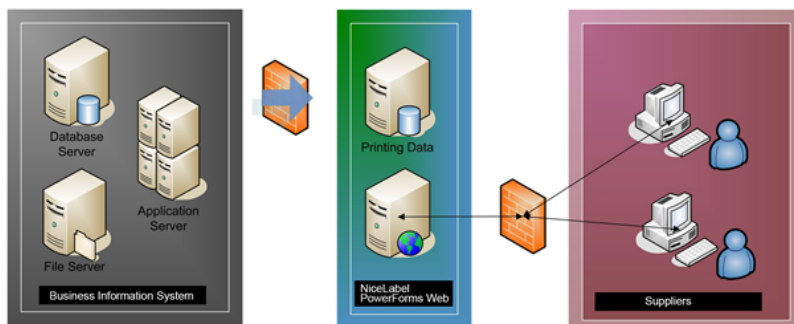 Database
Server
Application
Server
File Server
Business Information System
Printing Data
NiceLabel
PowerForms Web
Suppliers